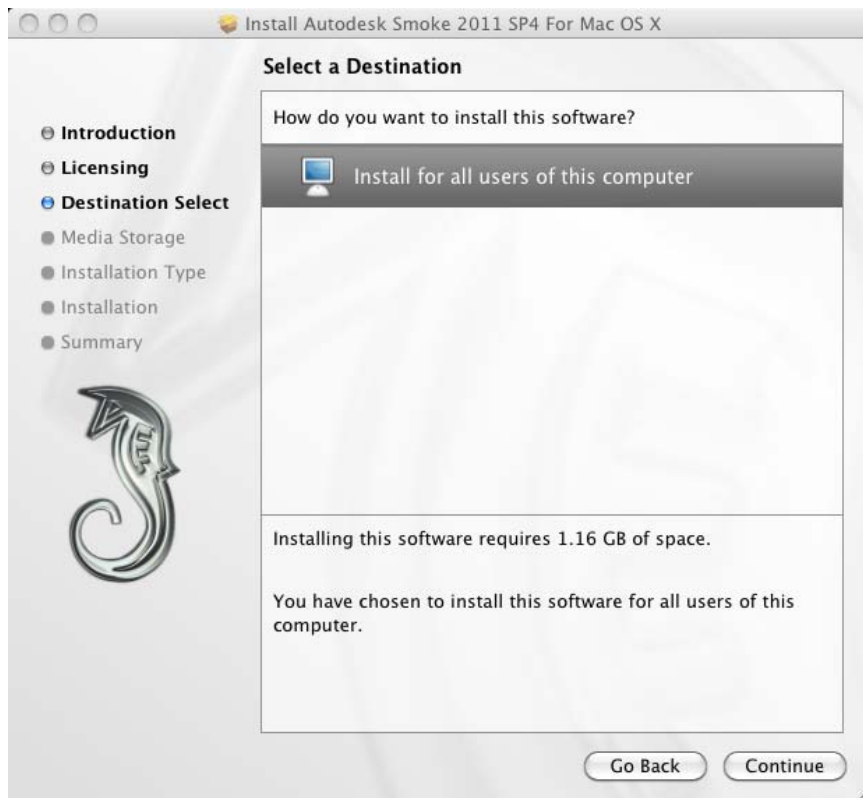 Install Autodesk Smoke 2011 SP4 For Mac OS X
Select a Destination
Introduction
Licensing
Destination Select
Media Storage
Installation Type
Installation
Summary
How do you want to install this software?
Install for all users of this computer
Installing this software requires 1.16 GB of space.
You have chosen to install this software for all users of this
computer.
Go Back
Continue